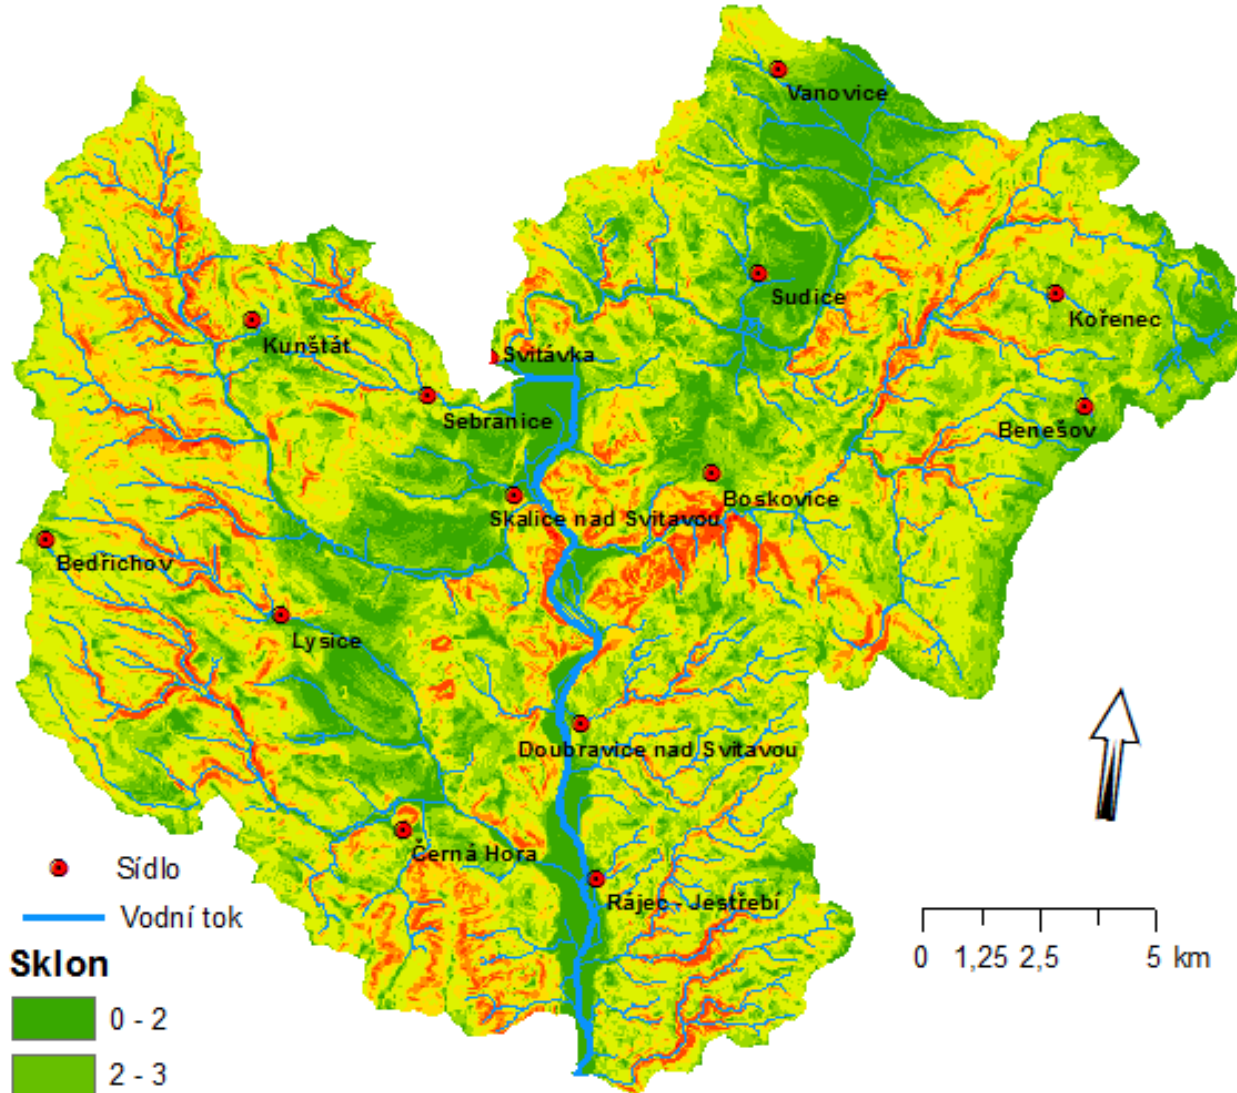 Vanovice
Sudice
Kořenec
Kunštát
Svitávka
Sebranice
Benešov
Boskovice
Skalice nad Svitavou
Bedřichov
Lysice
Doubravice nad Svitavou
Černá Hora
Rájec - Jestřebí
Sídlo
Vodní tok
0 1,25 2,5 5 km
Sklon
0 - 2
2 - 3